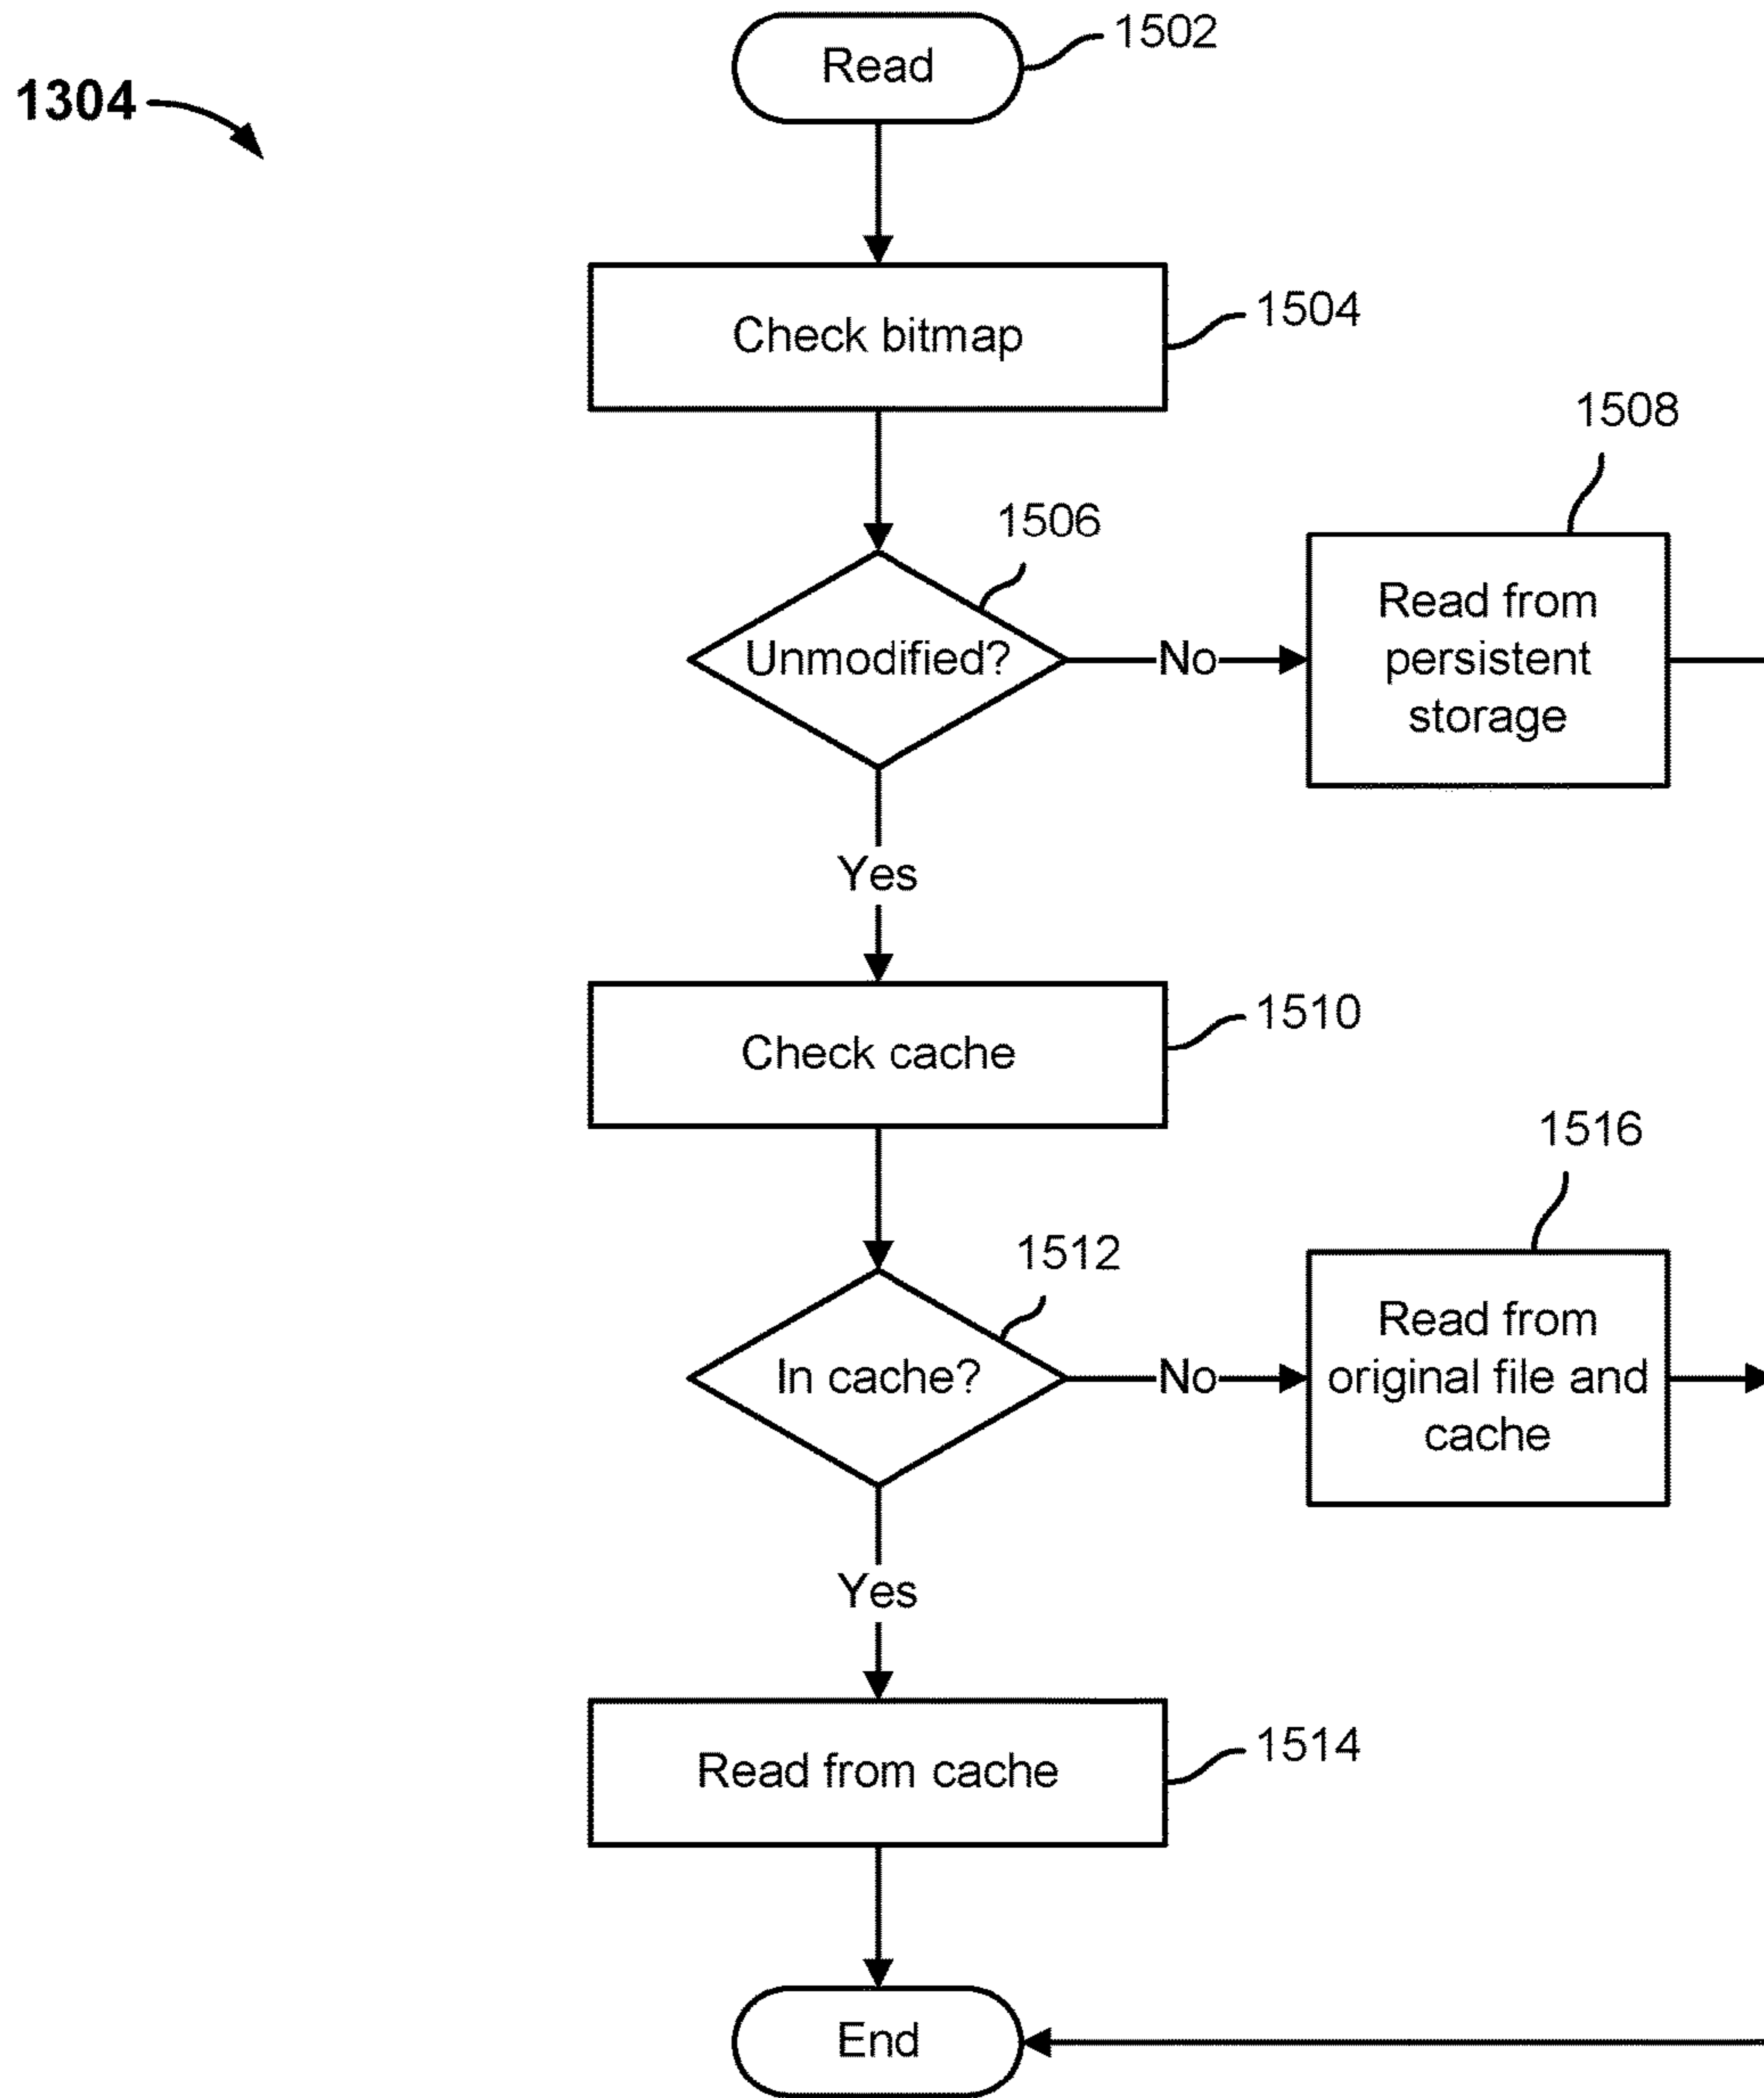 1304
Read
1502
Check bitmap
1504
1506
Unmodified?
No
1508
Read from
persistent
storage
Yes
Check cache
1510
1512
In cache?
No
1516
Read from
original file and
cache
Yes
Read from cache
1514
End